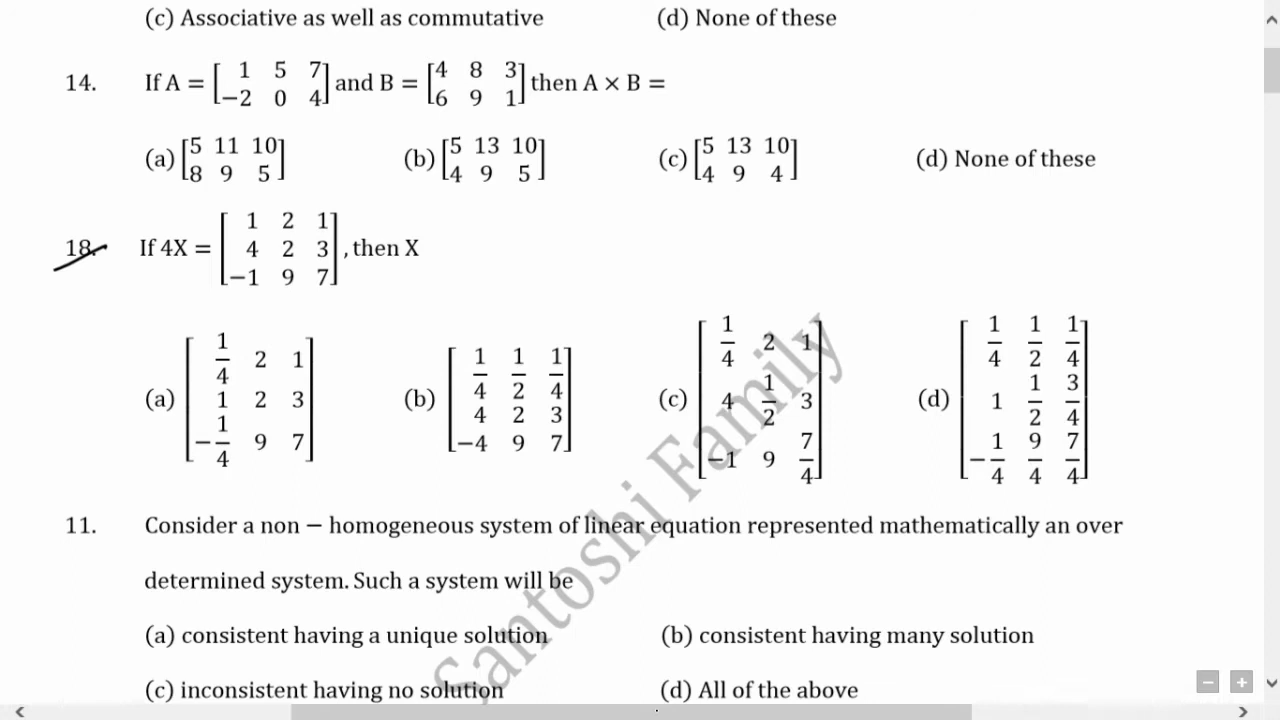 (c) Associative as well as commutative (d) None of these
14. If A = [1 5 7; −2 0 4] and B = [4 8 3; 6 9 1] then A × B =
(a) [5 11 10; 8 9 5] (b) [5 13 10; 4 9 5] (c) [5 13 10; 4 9 4] (d) None of these
18. If 4X = [1 2 1; 4 2 3; −1 9 7], then X
(a) [1/4 2 1; 1 2 3; −1/4 9 7] (b) [1/4 1/2 1/4; 4 2 3; −4 9 7] (c) [1/4 2 1; 4 1/2 3; −1 9 7/4] (d) [1/4 1/2 1/4; 1 1/2 3/4; −1/4 9/4 7/4]
11. Consider a non − homogeneous system of linear equation represented mathematically an over
determined system. Such a system will be
(a) consistent having a unique solution (b) consistent having many solution
(c) inconsistent having no solution (d) All of the above
Santoshi Family